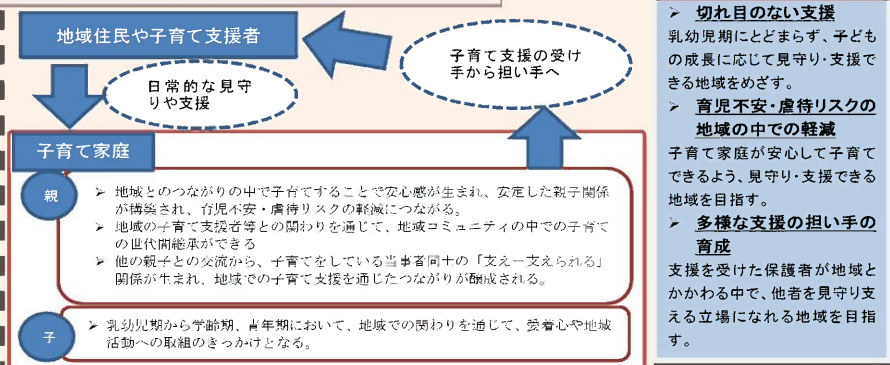 地域住民や子育て支援者
日常的な見守
りや支援
子育て支援の受け
手から担い手へ
子育て家庭
親
➢ 地域とのつながりの中で子育てすることで安心感が生まれ、安定した親子関係
が構築され、育児不安・虐待リスクの軽減につながる。
➢ 地域の子育て支援者等との関わりを通じて、地域コミュニティの中での子育て
の世代間継承ができる
➢ 他の親子との交流から、子育てをしている当事者同士の「支え－支えられる」
関係が生まれ、地域での子育て支援を通じたつながりが醸成される。
子
➢ 乳幼児期から学齢期、青年期において、地域での関わりを通じて、愛着心や地域
活動への取組のきっかけとなる。
➢ 切れ目のない支援
乳幼児期にとどまらず、子ども
の成長に応じて見守り・支援で
きる地域をめざす。
➢ 育児不安・虐待リスクの
地域の中での軽減
子育て家庭が安心して子育て
できるよう、見守り・支援できる
地域を目指す。
➢ 多様な支援の担い手の
育成
支援を受けた保護者が地域と
かかわる中で、他者を見守り支
える立場になれる地域を目指
す。